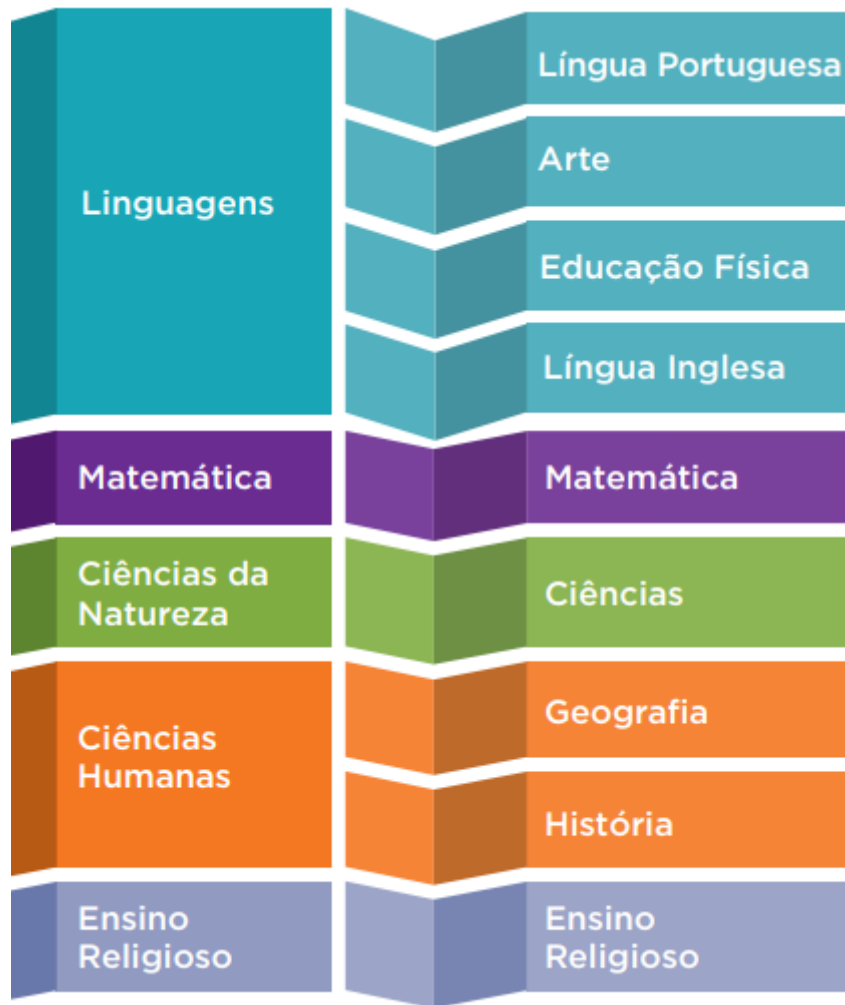 Linguagens
Língua Portuguesa
Arte
Educação Física
Língua Inglesa
Matemática
Matemática
Ciências da
Natureza
Ciências
Ciências
Humanas
Geografia
História
Ensino
Religioso
Ensino
Religioso